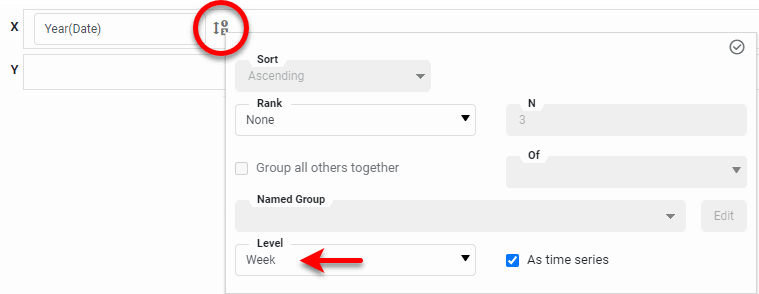 X Year(Date)
Y
Sort
Ascending
Rank
None
N
3
Group all others together
Of
Named Group
Edit
Level
Week
As time series